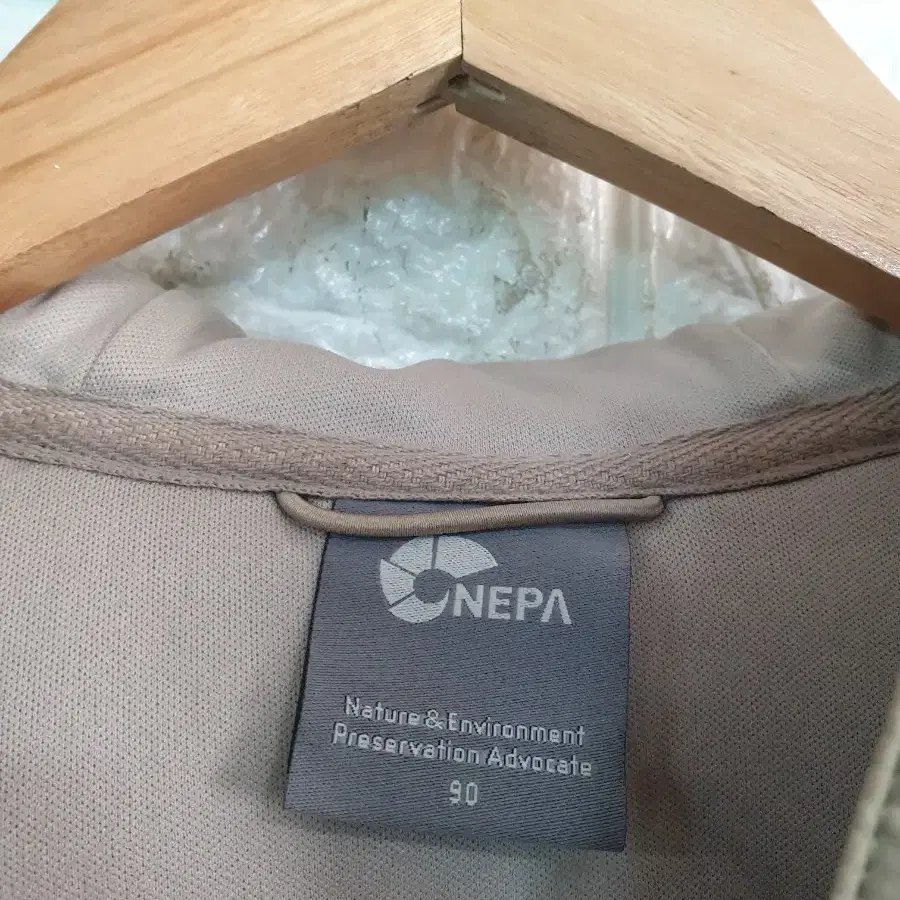 NEPA
Nature & Environment
Preservation Advocate
90